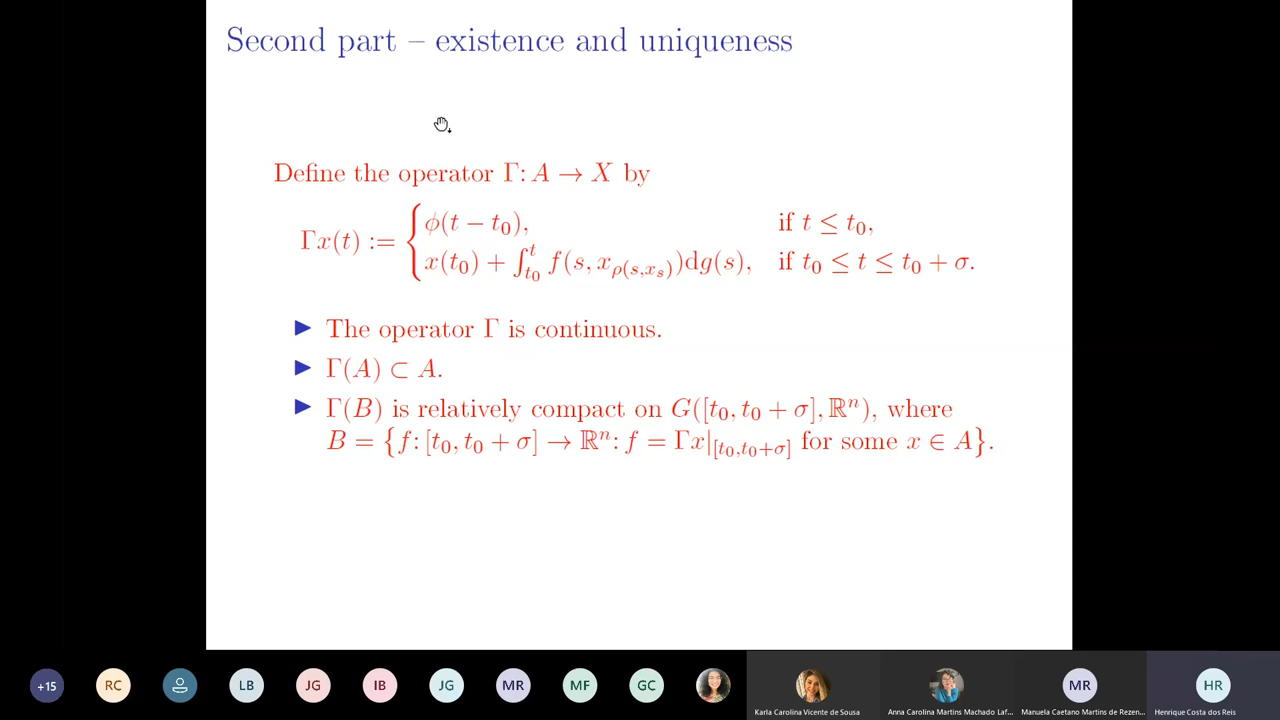 Second part – existence and uniqueness
Define the operator Γ: A → X by
Γx(t) := { ϕ(t − t₀), if t ≤ t₀,
x(t₀) + ∫_{t₀}^{t} f(s, x_{ρ(s,x_s)})dg(s), if t₀ ≤ t ≤ t₀ + σ.
▶ The operator Γ is continuous.
▶ Γ(A) ⊂ A.
▶ Γ(B) is relatively compact on G([t₀, t₀ + σ], ℝⁿ), where
B = {f: [t₀, t₀ + σ] → ℝⁿ: f = Γx|_{[t₀,t₀+σ]} for some x ∈ A}.
+15 RC LB JG IB JG MR MF GC MR HR
Karla Carolina Vicente de Sousa Anna Carolina Martins Machado Laf... Manuela Caetano Martins de Rezen... Henrique Costa dos Reis